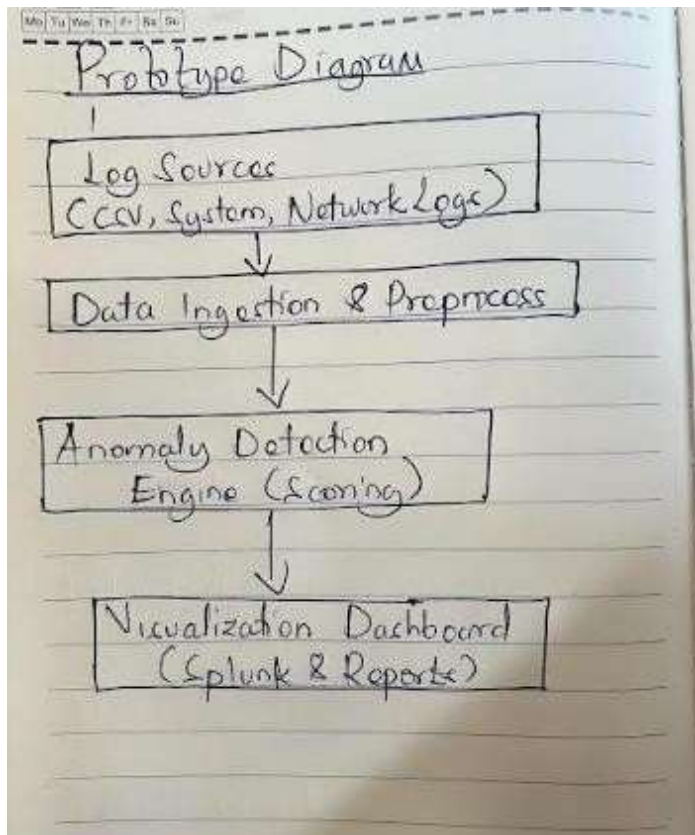 Mo Tu We Th Fr Sa Su
Prototype Diagram
Log Sources
(CSV, System, Network Logs)
Data Ingestion & Preprocess
Anomaly Detection
Engine (Scoring)
Visualization Dashboard
(Splunk & Reports)